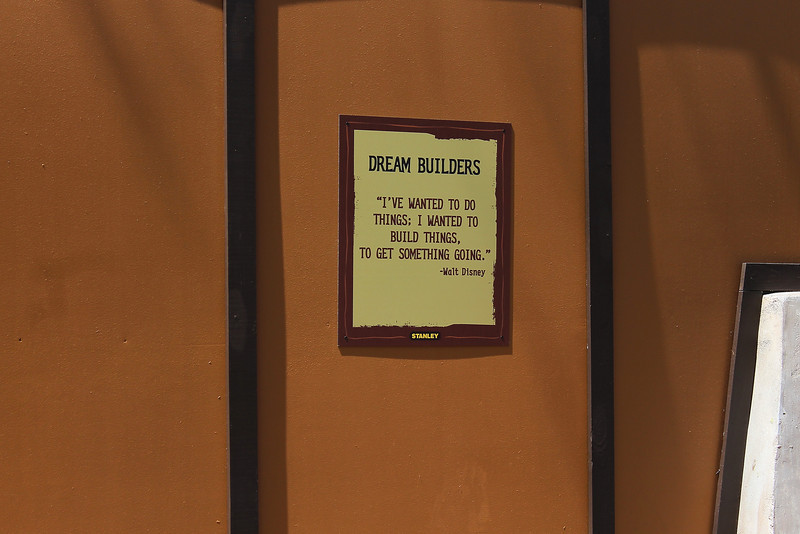 DREAM BUILDERS
“I'VE WANTED TO DO
THINGS; I WANTED TO
BUILD THINGS,
TO GET SOMETHING GOING.”
-Walt Disney
STANLEY